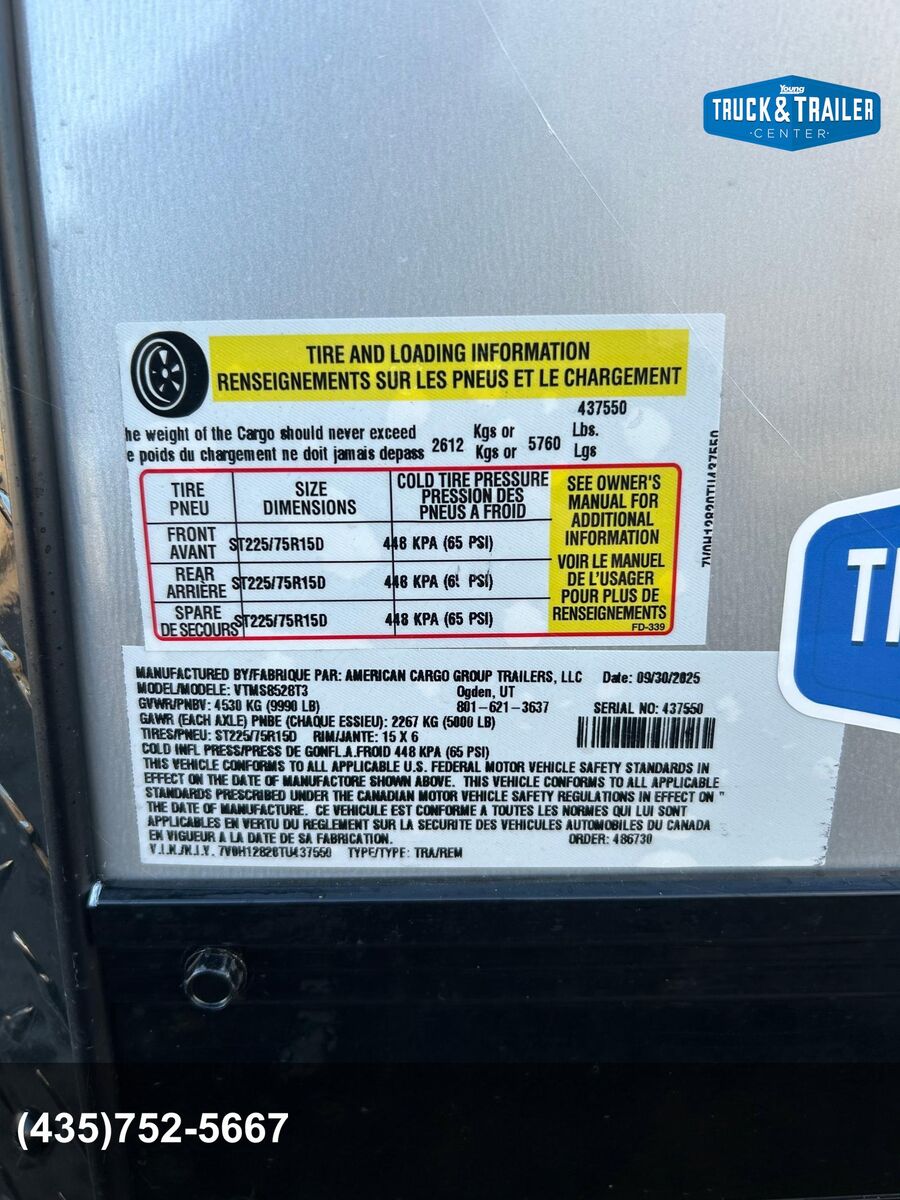 Young
TRUCK & TRAILER
CENTER
TIRE AND LOADING INFORMATION
RENSEIGNEMENTS SUR LES PNEUS ET LE CHARGEMENT
437550
he weight of the Cargo should never exceed 2612 Kgs or 5760 Lbs.
e poids du chargement ne doit jamais depass Kgs or Lgs
TIRE SIZE COLD TIRE PRESSURE
PNEU DIMENSIONS PRESSION DES
PNEUS A FROID
FRONT
AVANT ST225/75R15D 448 KPA (65 PSI)
REAR
ARRIÈRE ST225/75R15D 448 KPA (65 PSI)
SPARE
DE SECOURS ST225/75R15D 448 KPA (65 PSI)
SEE OWNER'S
MANUAL FOR
ADDITIONAL
INFORMATION
VOIR LE MANUEL
DE L'USAGER
POUR PLUS DE
RENSEIGNEMENTS
FD-339
MANUFACTURED BY/FABRIQUE PAR: AMERICAN CARGO GROUP TRAILERS, LLC Date: 09/30/2025
MODEL/MODELE: VTMS8528T3 Ogden, UT
GVWR/PNBV: 4530 KG (9990 LB) 801-621-3637 SERIAL NO: 437550
GAWR (EACH AXLE) PNBE (CHAQUE ESSIEU): 2267 KG (5000 LB)
TIRES/PNEU: ST225/75R15D RIM/JANTE: 15 X 6
COLD INFL PRESS/PRESS DE GONFL.A.FROID 448 KPA (65 PSI)
THIS VEHICLE CONFORMS TO ALL APPLICABLE U.S. FEDERAL MOTOR VEHICLE SAFETY STANDARDS IN
EFFECT ON THE DATE OF MANUFACTORE SHOWN ABOVE. THIS VEHICLE CONFORMS TO ALL APPLICABLE
STANDARDS PRESCRIBED UNDER THE CANADIAN MOTOR VEHICLE SAFETY REGULATIONS IN EFFECT ON "
THE DATE OF MANUFACTURE. CE VEHICULE EST CONFORME A TOUTES LES NORMES QUI LUI SONT
APPLICABLES EN VERTU DU REGLEMENT SUR LA SECURITE DES VEHICULES AUTOMOBILES DU CANADA
EN VIGUEUR A LA DATE DE SA FABRICATION. ORDER: 486730
V.I.N./N.I.V. 7V0H12828TU437550 TYPE/TYPE: TRA/REM
(435)752-5667